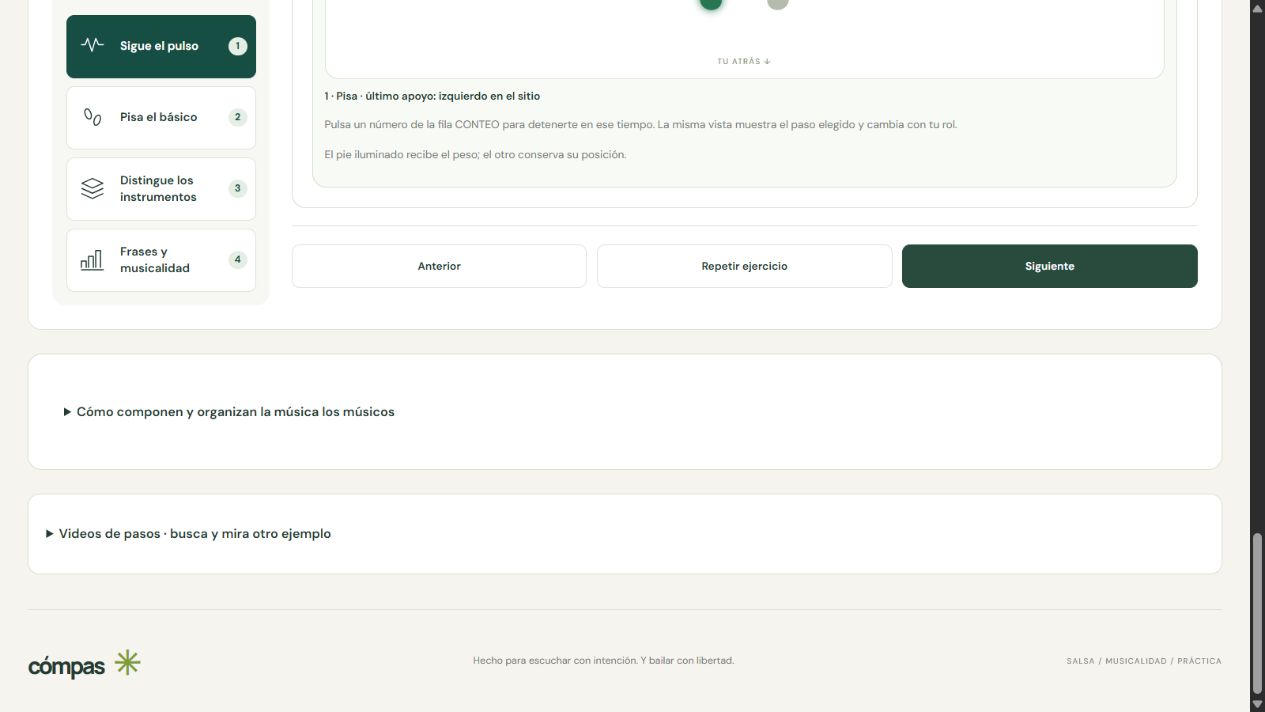 Sigue el pulso 1
Pisa el básico 2
Distingue los
instrumentos 3
Frases y
musicalidad 4
TU ATRÁS ↓
1 · Pisa · último apoyo: izquierdo en el sitio
Pulsa un número de la fila CONTEO para detenerte en ese tiempo. La misma vista muestra el paso elegido y cambia con tu rol.
El pie iluminado recibe el peso; el otro conserva su posición.
Anterior
Repetir ejercicio
Siguiente
▶ Cómo componen y organizan la música los músicos
▶ Videos de pasos · busca y mira otro ejemplo
cómpas
Hecho para escuchar con intención. Y bailar con libertad.
SALSA / MUSICALIDAD / PRÁCTICA